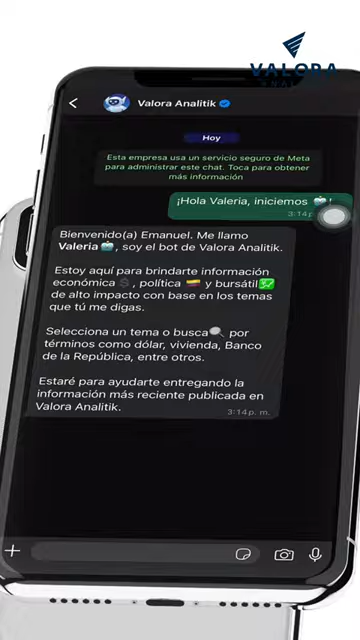 VALORA
ANALITIK
Valora Analitik
Hoy
Esta empresa usa un servicio seguro de Meta
para administrar este chat. Toca para obtener
más información
¡Hola Valeria, iniciemos 🤖!
3:14 p.
Bienvenido(a) Emanuel. Me llamo
Valeria🤖, soy el bot de Valora Analitik.
Estoy aquí para brindarte información
económica 💲, política 🇨🇴 y bursátil💹
de alto impacto con base en los temas
que tú me digas.
Selecciona un tema o busca🔍 por
términos como dólar, vivienda, Banco
de la República, entre otros.
Estaré para ayudarte entregando la
información más reciente publicada en
Valora Analitik.
3:14 p. m.